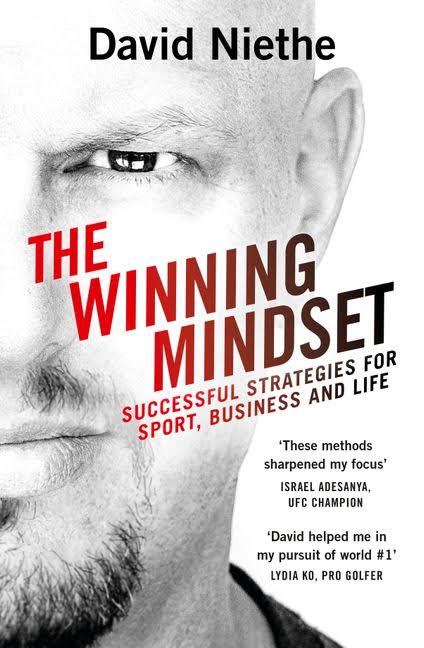 David Niethe
THE
WINNING
MINDSET
SUCCESSFUL STRATEGIES FOR
SPORT, BUSINESS AND LIFE
‘These methods
sharpened my focus’
ISRAEL ADESANYA,
UFC CHAMPION
‘David helped me in
my pursuit of world #1’
LYDIA KO, PRO GOLFER